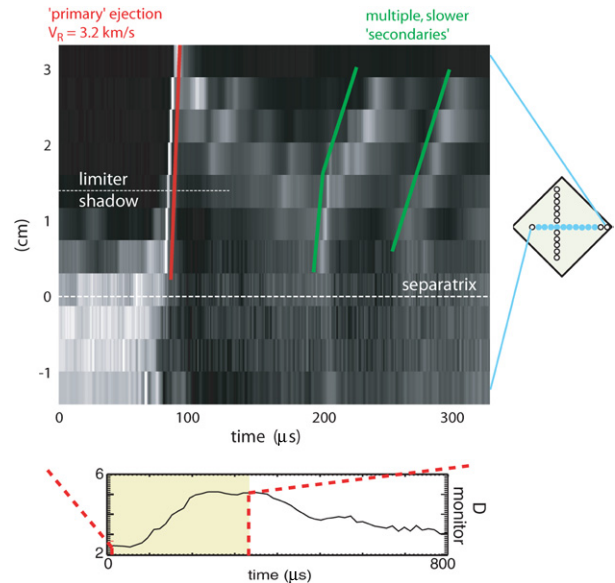 'primary' ejection
V_R = 3.2 km/s
multiple, slower
'secondaries'
3
2
limiter
shadow
1
(cm)
separatrix
0
-1
0
100
200
300
time (μs)
6
2
D
monitor
0
800
time (μs)